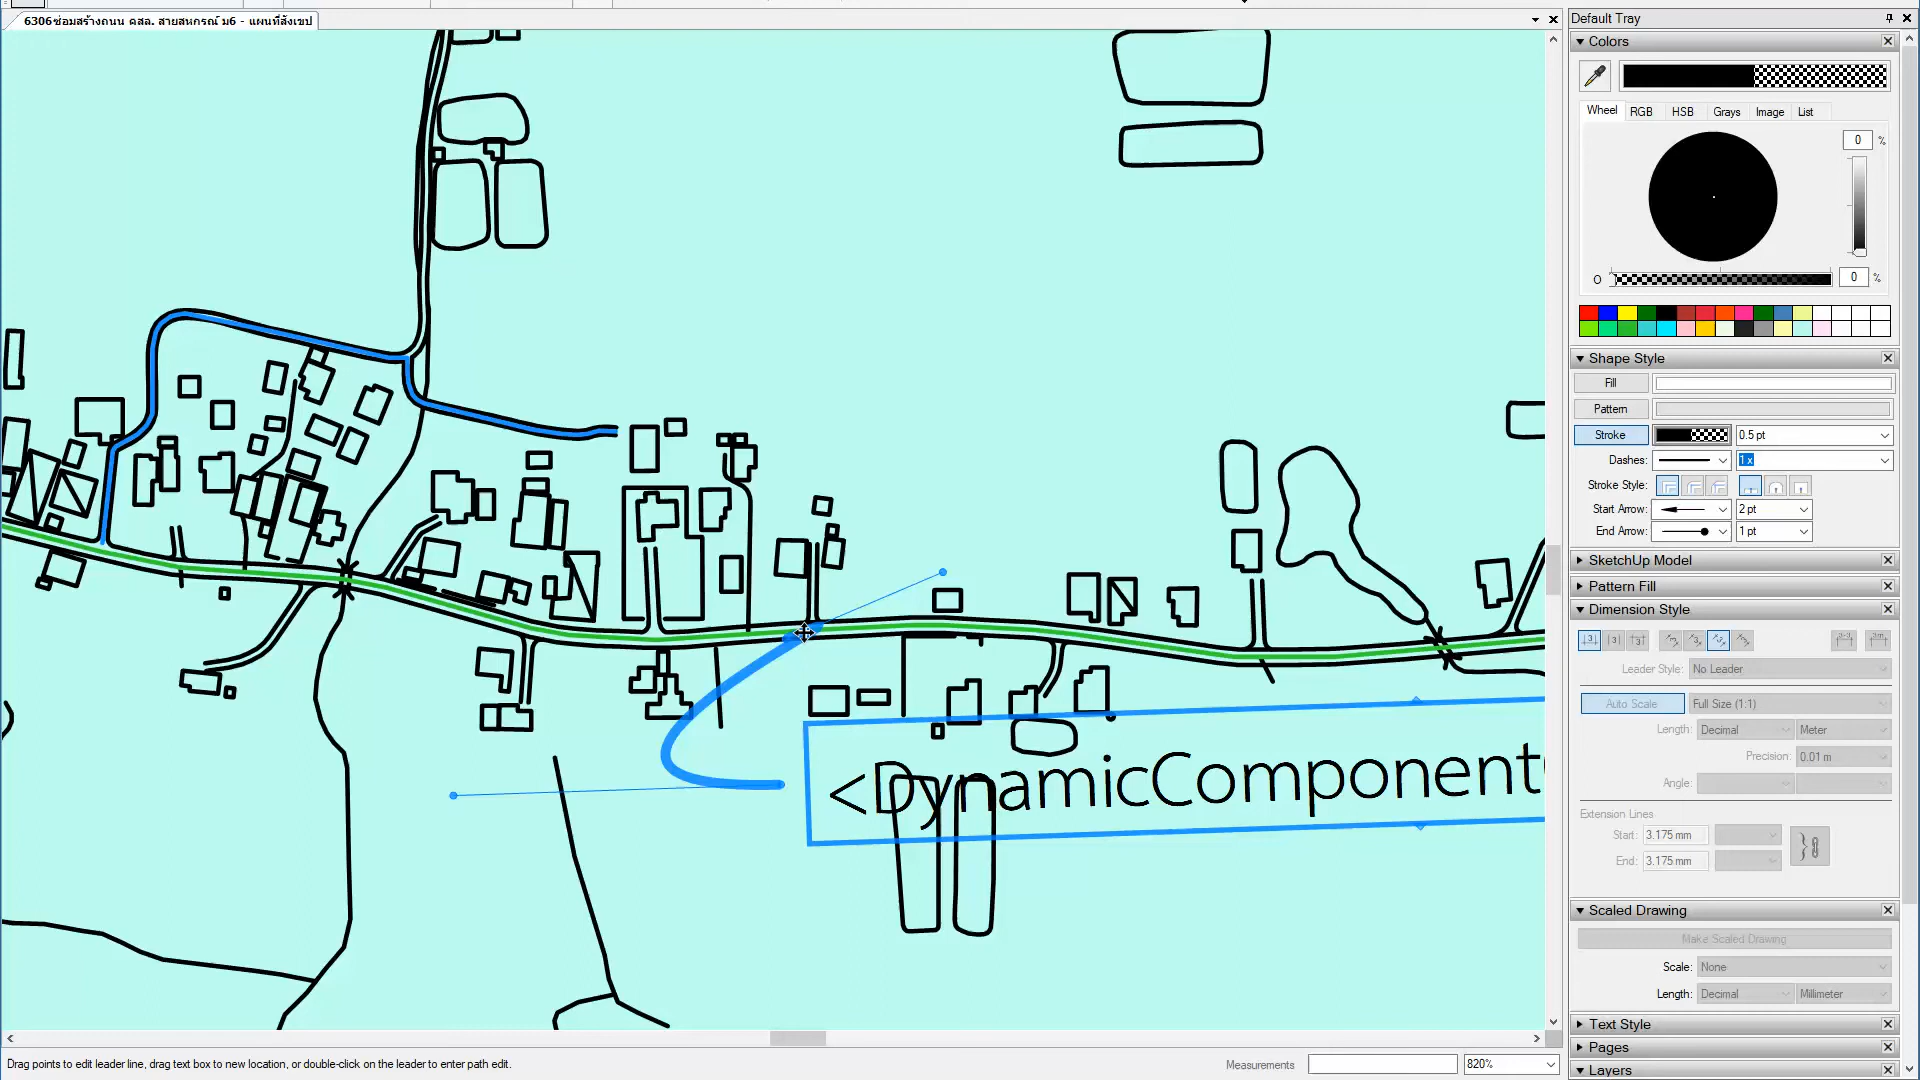 6306ซ่อมสร้างถนน คสล. สายสหกรณ์ ม6 - แผนที่สังเขป
Default Tray
Colors
Wheel
RGB
HSB
Grays
Image
List
0
%
O
0
%
Shape Style
Fill
Pattern
Stroke
0.5 pt
Dashes:
1 x
Stroke Style:
Start Arrow:
2 pt
End Arrow:
1 pt
SketchUp Model
Pattern Fill
Dimension Style
Leader Style:
No Leader
Auto Scale
Full Size (1:1)
Length:
Decimal
Meter
Precision:
0.01 m
Angle:
Extension Lines
Start:
3.175 mm
End:
3.175 mm
Scaled Drawing
Make Scaled Drawing
Scale:
None
Length:
Decimal
Millimeter
Text Style
Pages
Layers
<DynamicComponent
Drag points to edit leader line, drag text box to new location, or double-click on the leader to enter path edit.
Measurements
820%